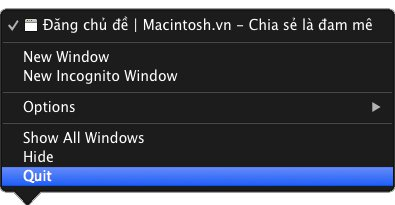 Đăng chủ đề | Macintosh.vn - Chia sẻ là đam mê
New Window
New Incognito Window
Options
Show All Windows
Hide
Quit